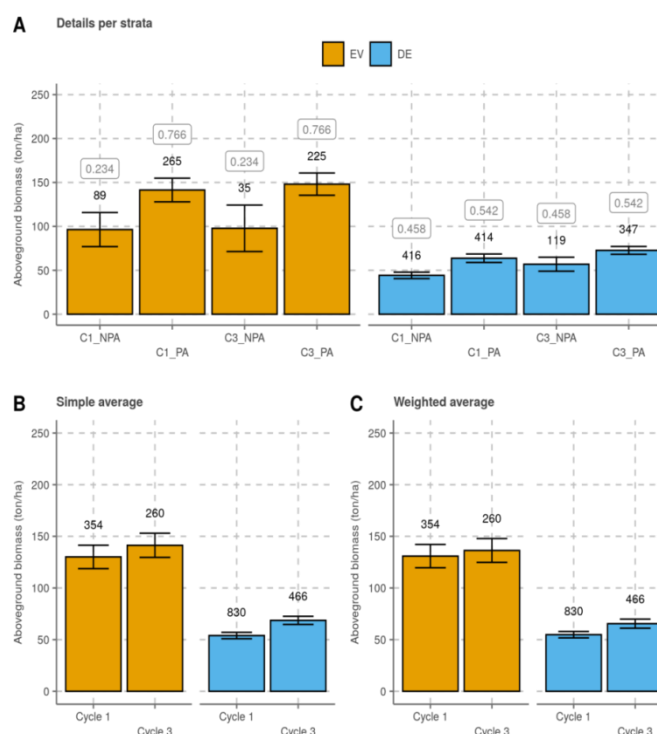 A Details per strata
EV DE
Aboveground biomass (ton/ha)
250
200
150
100
50
0
0.234 0.766 0.234 0.766
89 265 35 225
0.458 0.542 0.458 0.542
416 414 119 347
C1_NPA C1_PA C3_NPA C3_PA
C1_NPA C1_PA C3_NPA C3_PA
B Simple average
Aboveground biomass (ton/ha)
250
200
150
100
50
0
354 260
830 466
Cycle 1 Cycle 3
Cycle 1 Cycle 3
C Weighted average
Aboveground biomass (ton/ha)
250
200
150
100
50
0
354 260
830 466
Cycle 1 Cycle 3
Cycle 1 Cycle 3